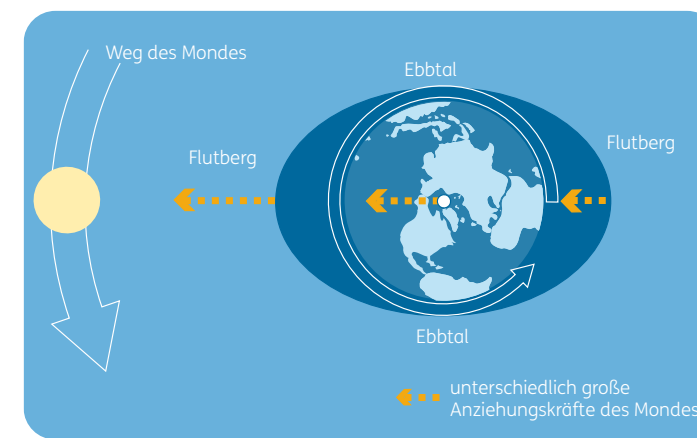 Weg des Mondes
Ebbtal
Flutberg
Flutberg
Ebbtal
unterschiedlich große
Anziehungskräfte des Mondes